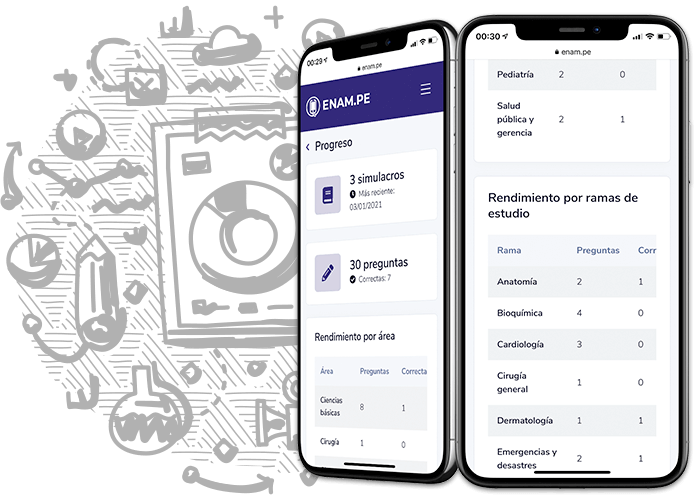 00:29
enam.pe
ENAM.PE
Progreso
3 simulacros
Más reciente:
03/01/2021
30 preguntas
Correctas: 7
Rendimiento por área
Área Preguntas Correcta
Ciencias
básicas 8 1
Cirugía 1 0
00:30
enam.pe
Pediatría 2 0
Salud
pública y
gerencia 2 1
Rendimiento por ramas de
estudio
Rama Preguntas Corr
Anatomía 2 1
Bioquímica 4 0
Cardiología 3 0
Cirugía
general 1 0
Dermatología 1 1
Emergencias y
desastres 2 1